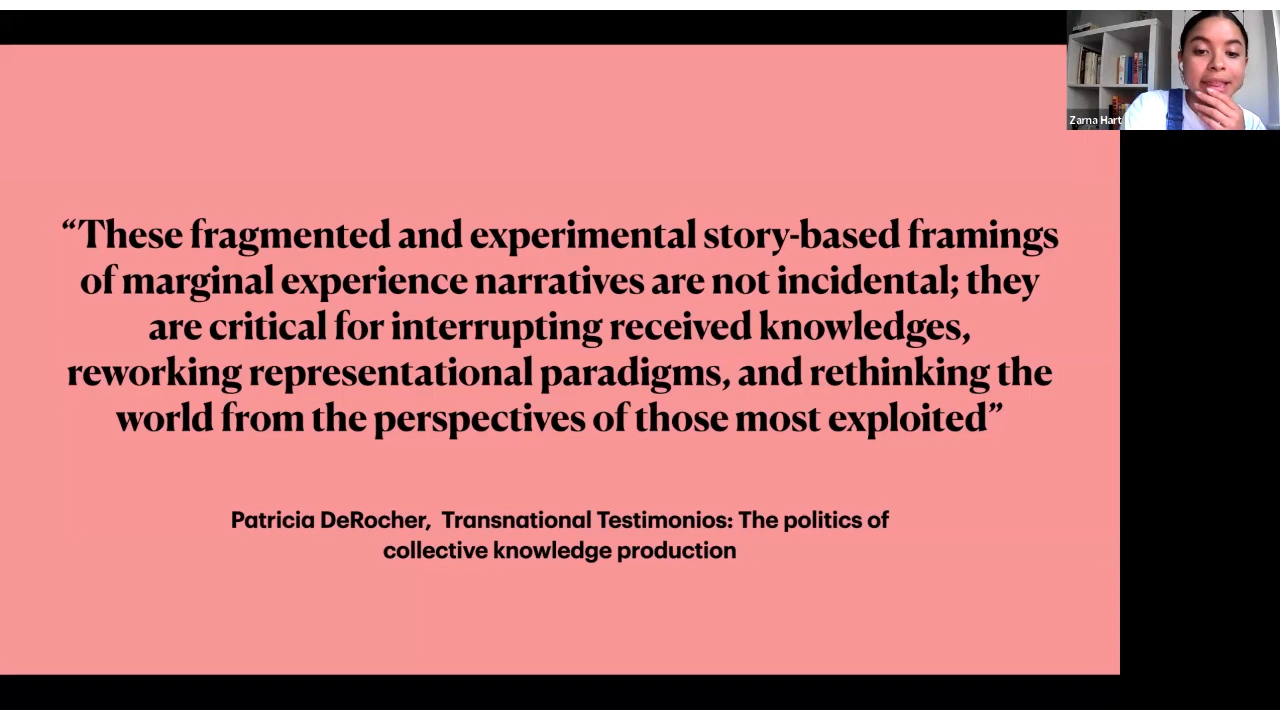 Zama Hart
“These fragmented and experimental story-based framings
of marginal experience narratives are not incidental; they
are critical for interrupting received knowledges,
reworking representational paradigms, and rethinking the
world from the perspectives of those most exploited”
Patricia DeRocher,  Transnational Testimonios: The politics of
collective knowledge production